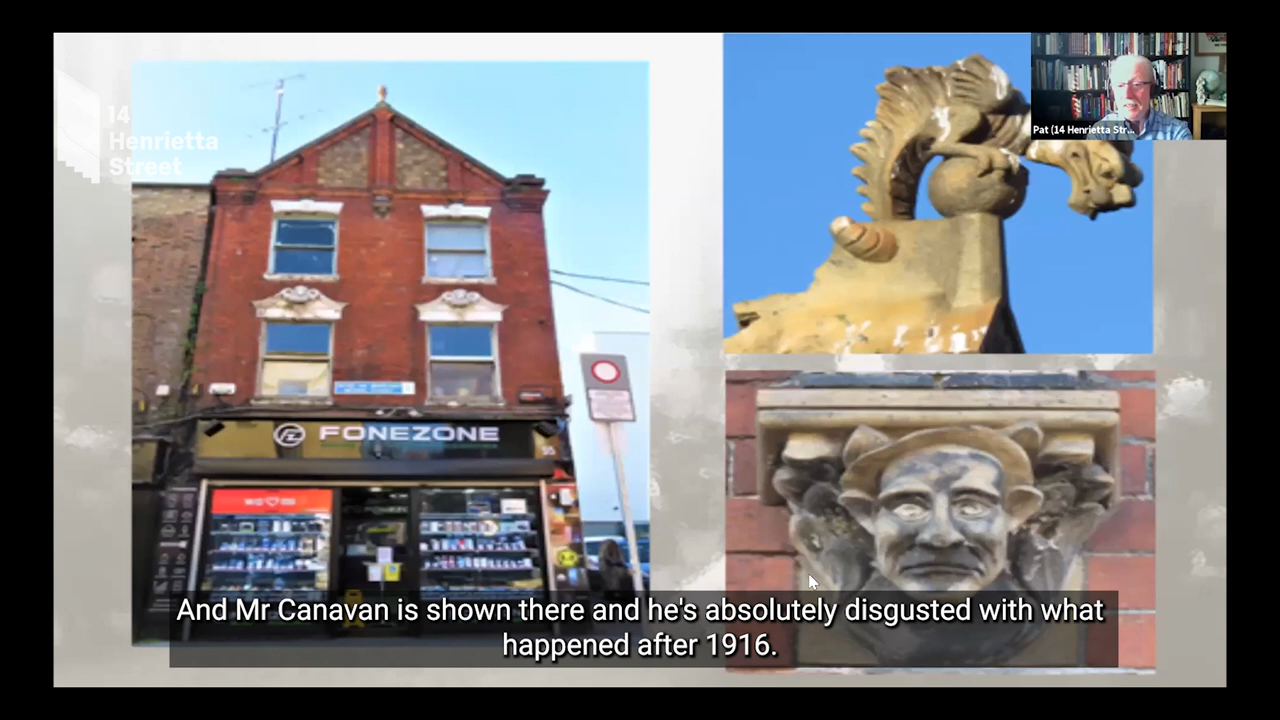 14
Henrietta
Street
Pat (14 Henrietta Str...
FONEZONE
55
And Mr Canavan is shown there and he's absolutely disgusted with what
happened after 1916.